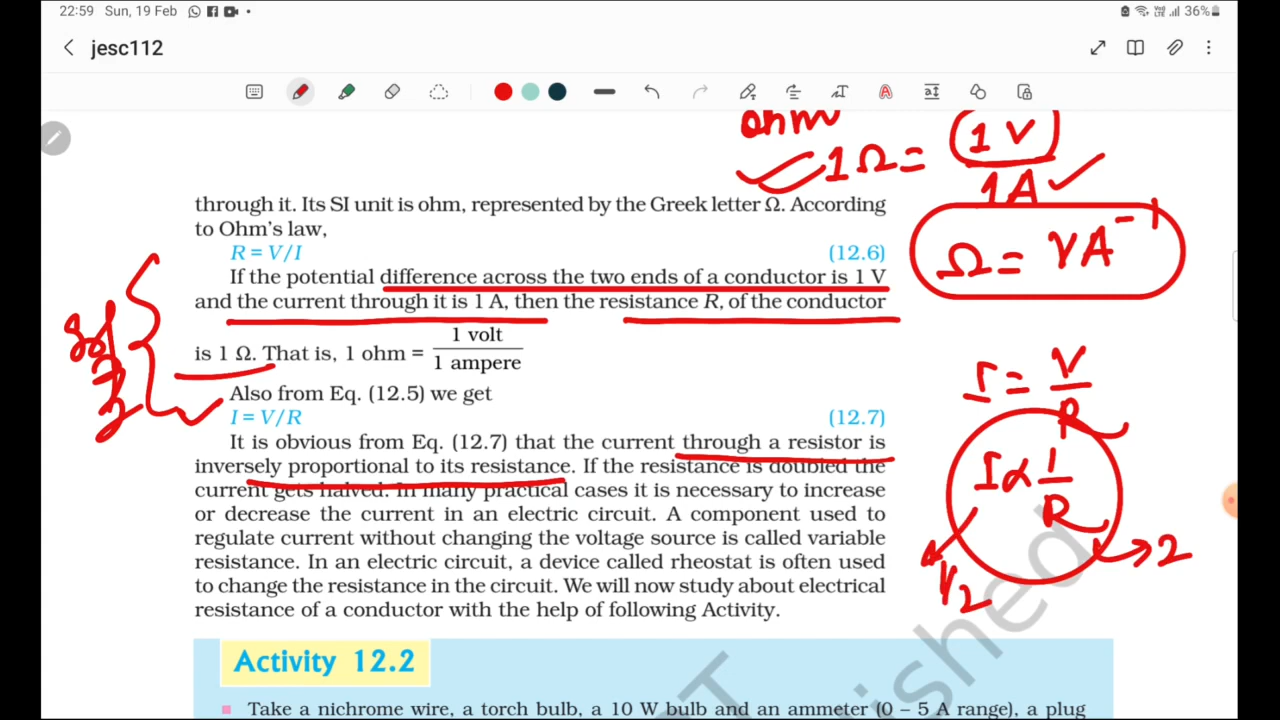 22:59 Sun, 19 Feb
36%
jesc112
ohm
1 Ω = 1 V
1 A
through it. Its SI unit is ohm, represented by the Greek letter Ω. According
to Ohm's law,
R = V/I (12.6)
Ω = VA⁻¹
If the potential difference across the two ends of a conductor is 1 V
and the current through it is 1 A, then the resistance R, of the conductor
is 1 Ω. That is, 1 ohm = 1 volt
1 ampere
I = V
R
Also from Eq. (12.5) we get
I = V/R (12.7)
It is obvious from Eq. (12.7) that the current through a resistor is
inversely proportional to its resistance. If the resistance is doubled the
current gets halved. In many practical cases it is necessary to increase
or decrease the current in an electric circuit. A component used to
regulate current without changing the voltage source is called variable
resistance. In an electric circuit, a device called rheostat is often used
to change the resistance in the circuit. We will now study about electrical
resistance of a conductor with the help of following Activity.
I ∝ 1
R
2
1/2
shed
Activity 12.2
Take a nichrome wire, a torch bulb, a 10 W bulb and an ammeter (0 – 5 A range), a plug